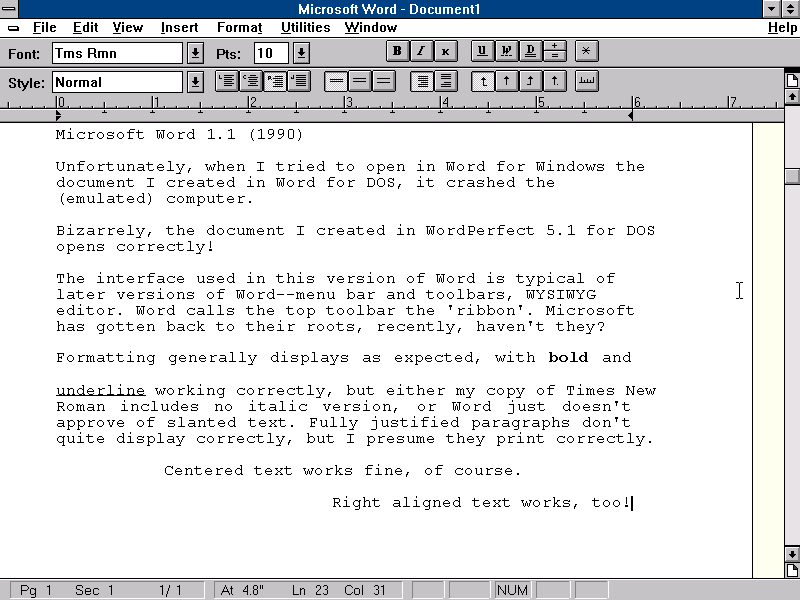 Microsoft Word - Document1
File Edit View Insert Format Utilities Window Help
Font: Tms Rmn Pts: 10 B I K U W D + = *
Style: Normal
0 1 2 3 4 5 6 7
Microsoft Word 1.1 (1990)
Unfortunately, when I tried to open in Word for Windows the
document I created in Word for DOS, it crashed the
(emulated) computer.
Bizarrely, the document I created in WordPerfect 5.1 for DOS
opens correctly!
The interface used in this version of Word is typical of
later versions of Word--menu bar and toolbars, WYSIWYG
editor. Word calls the top toolbar the 'ribbon'. Microsoft
has gotten back to their roots, recently, haven't they?
Formatting generally displays as expected, with bold and
underline working correctly, but either my copy of Times New
Roman includes no italic version, or Word just doesn't
approve of slanted text. Fully justified paragraphs don't
quite display correctly, but I presume they print correctly.
Centered text works fine, of course.
Right aligned text works, too!
Pg 1 Sec 1 1/ 1 At 4.8" Ln 23 Col 31 NUM